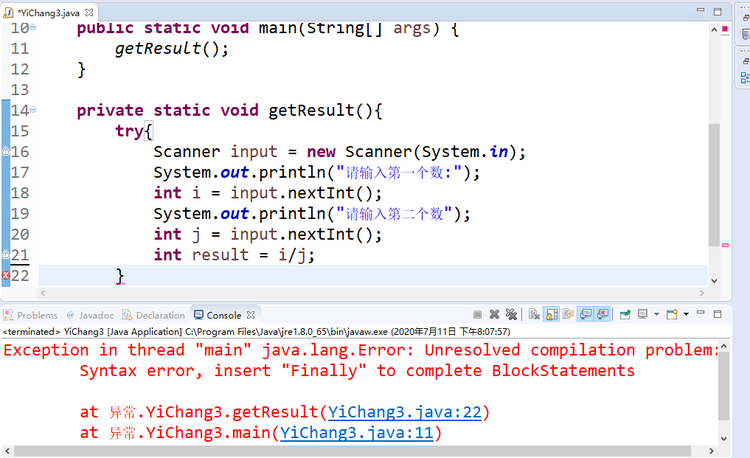 *YiChang3.java
10 public static void main(String[] args) {
11 getResult();
12 }
13
14 private static void getResult(){
15 try{
16 Scanner input = new Scanner(System.in);
17 System.out.println("请输入第一个数:");
18 int i = input.nextInt();
19 System.out.println("请输入第二个数");
20 int j = input.nextInt();
21 int result = i/j;
22 }
Problems Javadoc Declaration Console
<terminated> YiChang3 [Java Application] C:\Program Files\Java\jre1.8.0_65\bin\javaw.exe (2020年7月11日 下午8:07:57)
Exception in thread "main" java.lang.Error: Unresolved compilation problem:
Syntax error, insert "Finally" to complete BlockStatements
at 异常.YiChang3.getResult(YiChang3.java:22)
at 异常.YiChang3.main(YiChang3.java:11)